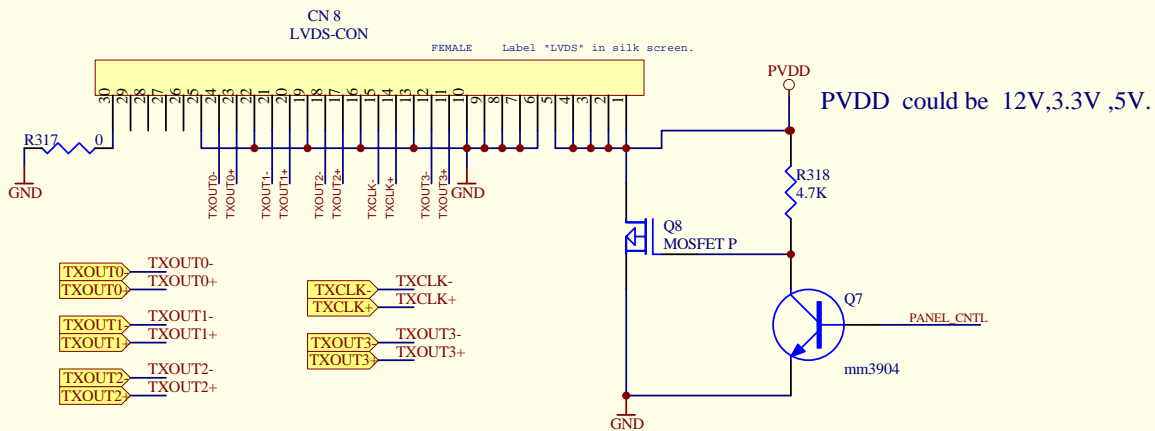 CN 8
LVDS-CON
FEMALE Label "LVDS" in silk screen.
30 29 28 27 26 25 24 23 22 21 20 19 18 17 16 15 14 13 12 11 10 9 8 7 6 5 4 3 2 1
PVDD
PVDD could be 12V,3.3V ,5V.
R317 0
GND
TXOUT0-
TXOUT0+
TXOUT1-
TXOUT1+
TXOUT2-
TXOUT2+
TXCLK-
TXCLK+
TXOUT3-
TXOUT3+
GND
R318
4.7K
Q8
MOSFET P
Q7
PANEL_CNTL
mm3904
GND
TXOUT0- TXOUT0-
TXOUT0+ TXOUT0+
TXOUT1- TXOUT1-
TXOUT1+ TXOUT1+
TXOUT2- TXOUT2-
TXOUT2+ TXOUT2+
TXCLK- TXCLK-
TXCLK+ TXCLK+
TXOUT3- TXOUT3-
TXOUT3+ TXOUT3+